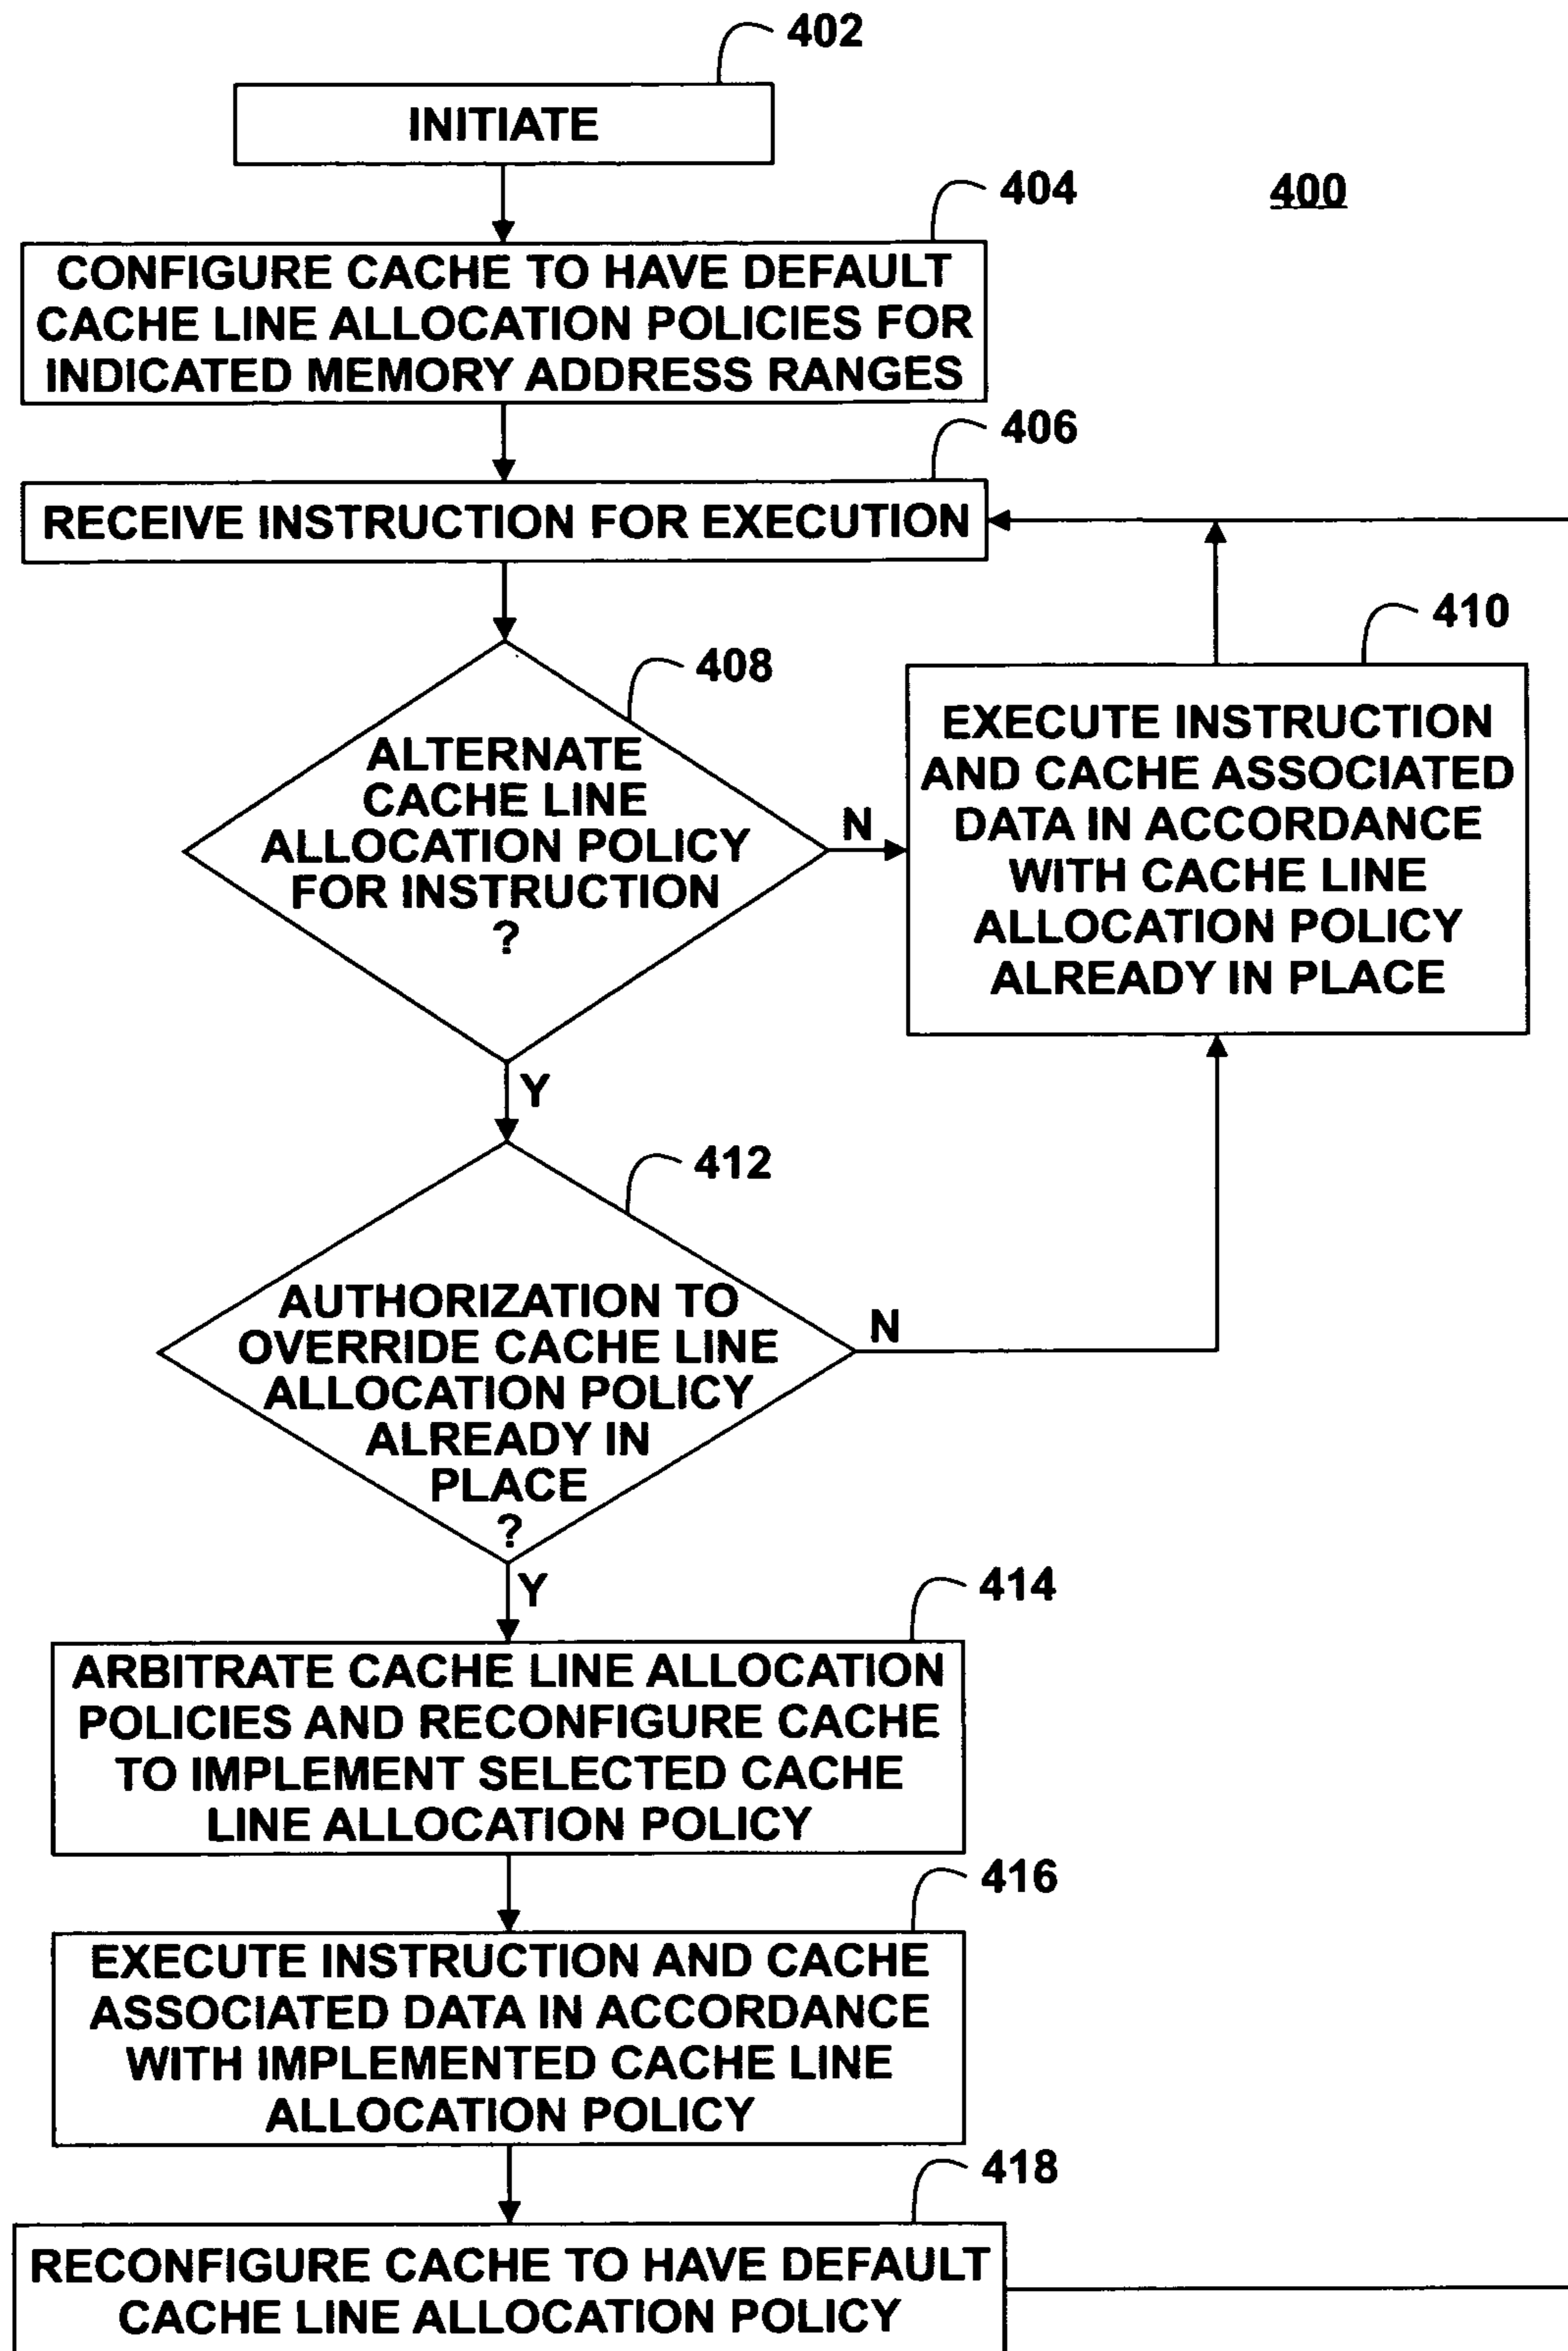 402
INITIATE
404
400
CONFIGURE CACHE TO HAVE DEFAULT
CACHE LINE ALLOCATION POLICIES FOR
INDICATED MEMORY ADDRESS RANGES
406
RECEIVE INSTRUCTION FOR EXECUTION
408
ALTERNATE
CACHE LINE
ALLOCATION POLICY
FOR INSTRUCTION
?
N
410
EXECUTE INSTRUCTION
AND CACHE ASSOCIATED
DATA IN ACCORDANCE
WITH CACHE LINE
ALLOCATION POLICY
ALREADY IN PLACE
Y
412
AUTHORIZATION TO
OVERRIDE CACHE LINE
ALLOCATION POLICY
ALREADY IN
PLACE
?
N
Y
414
ARBITRATE CACHE LINE ALLOCATION
POLICIES AND RECONFIGURE CACHE
TO IMPLEMENT SELECTED CACHE
LINE ALLOCATION POLICY
416
EXECUTE INSTRUCTION AND CACHE
ASSOCIATED DATA IN ACCORDANCE
WITH IMPLEMENTED CACHE LINE
ALLOCATION POLICY
418
RECONFIGURE CACHE TO HAVE DEFAULT
CACHE LINE ALLOCATION POLICY